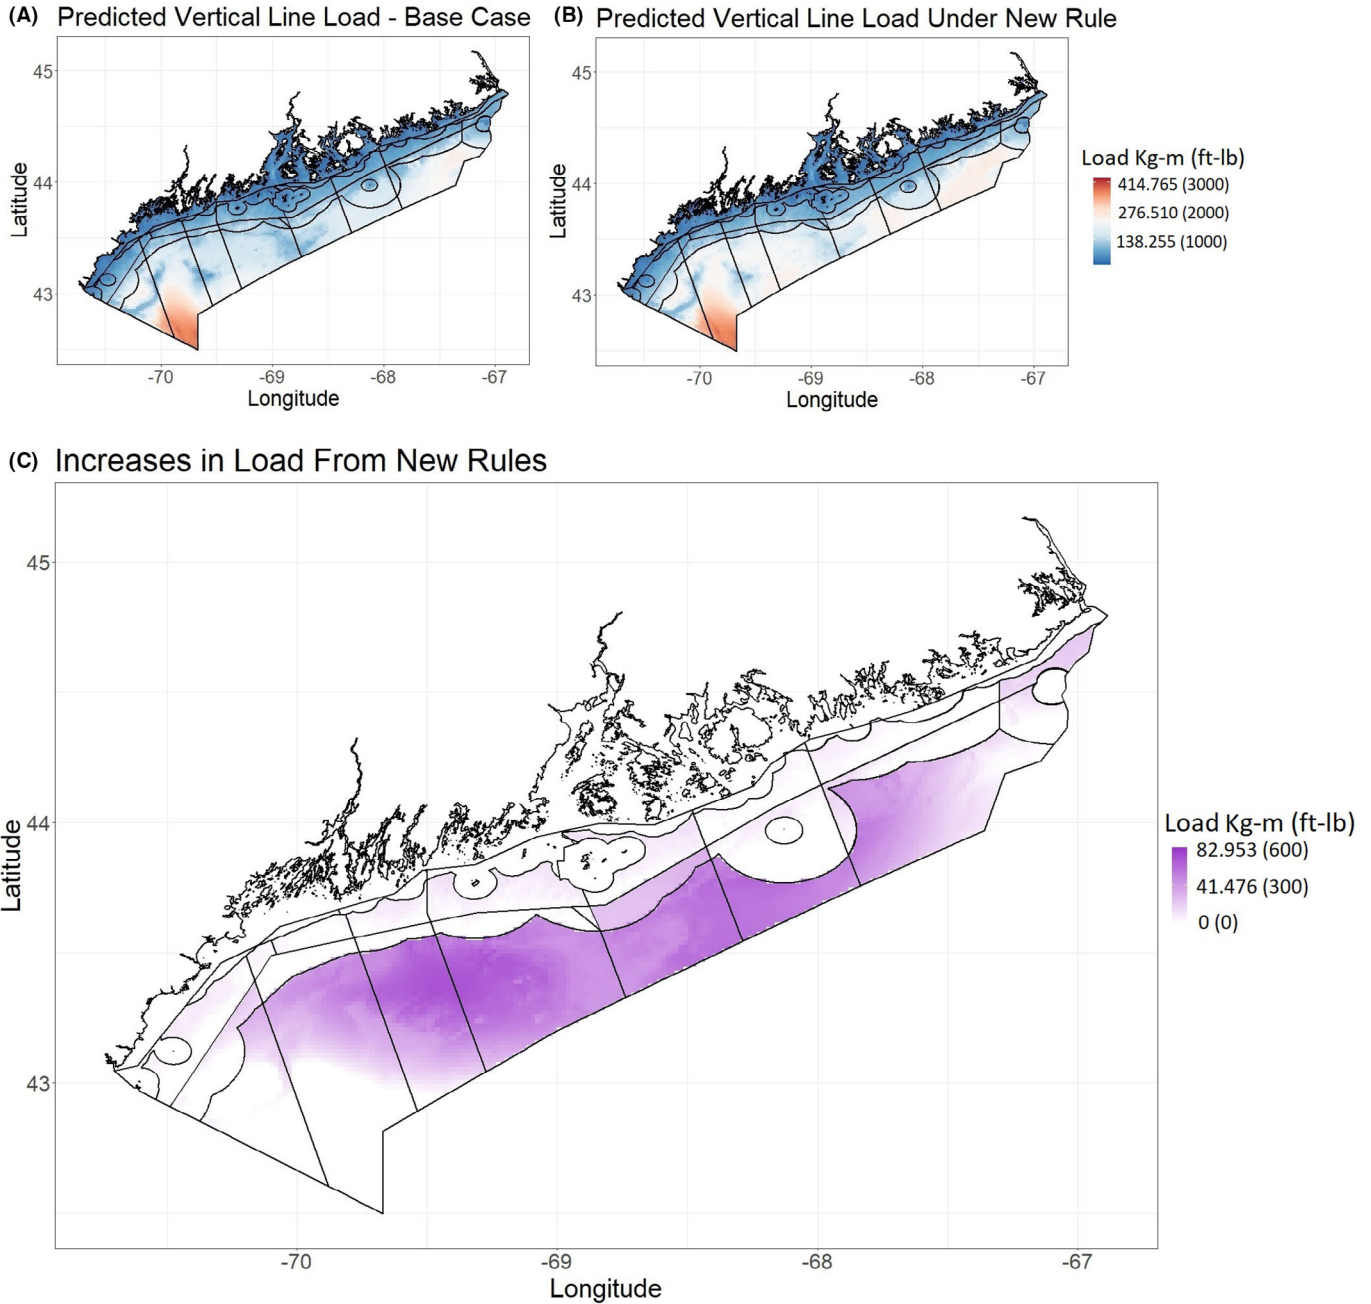 (A) Predicted Vertical Line Load - Base Case
45
44
43
Latitude
-70 -69 -68 -67
Longitude
(B) Predicted Vertical Line Load Under New Rule
45
44
43
Latitude
-70 -69 -68 -67
Longitude
Load Kg-m (ft-lb)
414.765 (3000)
276.510 (2000)
138.255 (1000)
(C) Increases in Load From New Rules
45
44
43
Latitude
-70 -69 -68 -67
Longitude
Load Kg-m (ft-lb)
82.953 (600)
41.476 (300)
0 (0)